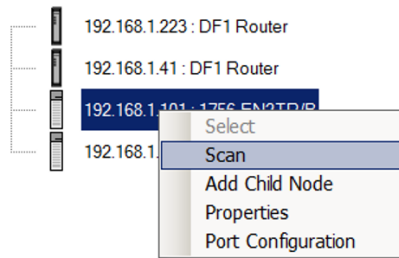 192.168.1.223 : DF1 Router
192.168.1.41 : DF1 Router
192.168.1.101 : 1756-EN2TR/B
192.168.1.
Select
Scan
Add Child Node
Properties
Port Configuration